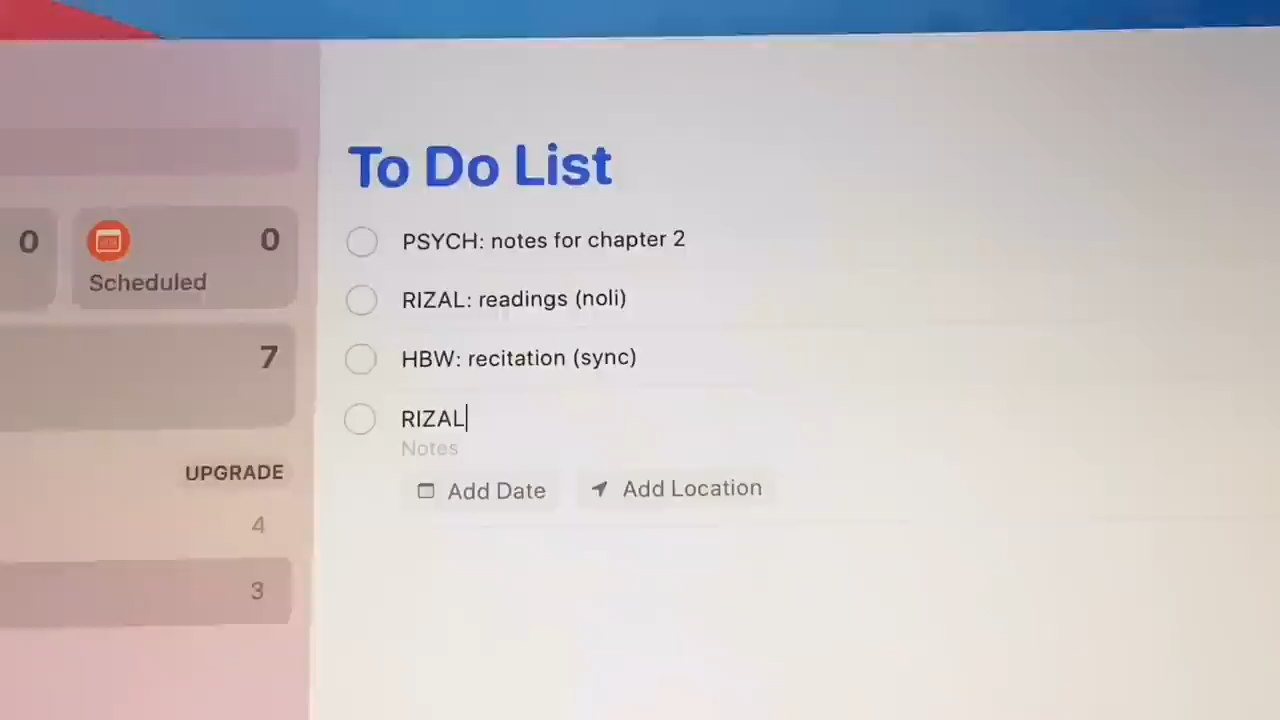 To Do List
0
0
Scheduled
7
UPGRADE
4
3
PSYCH: notes for chapter 2
RIZAL: readings (noli)
HBW: recitation (sync)
RIZAL
Notes
Add Date
Add Location